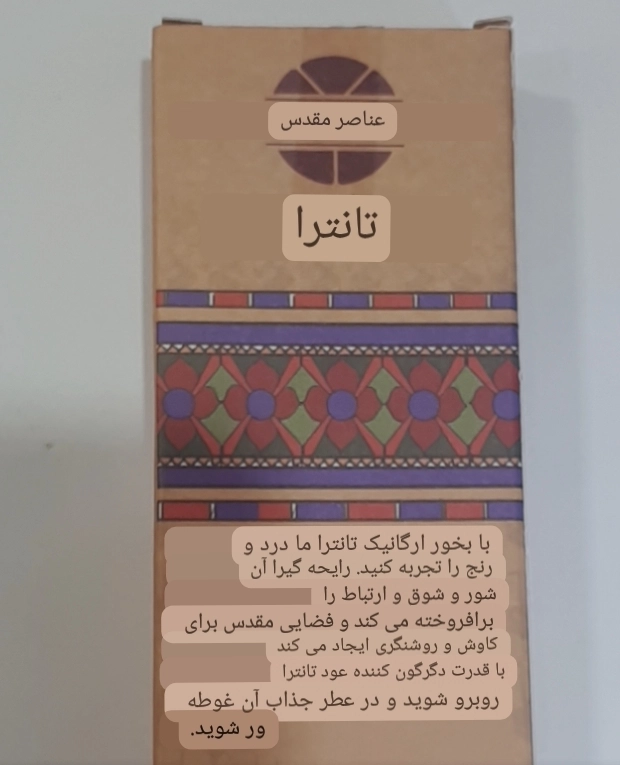 عناصر مقدس
تانترا
با بخور ارگانیک تانترا ما درد و
رنج را تجربه کنید. رایحه گیرا آن
شور و شوق و ارتباط را
برافروخته می کند و فضایی مقدس برای
کاوش و روشنگری ایجاد می کند
با قدرت دگرگون کننده عود تانترا
روبرو شوید و در عطر جذاب آن غوطه
ور شوید.